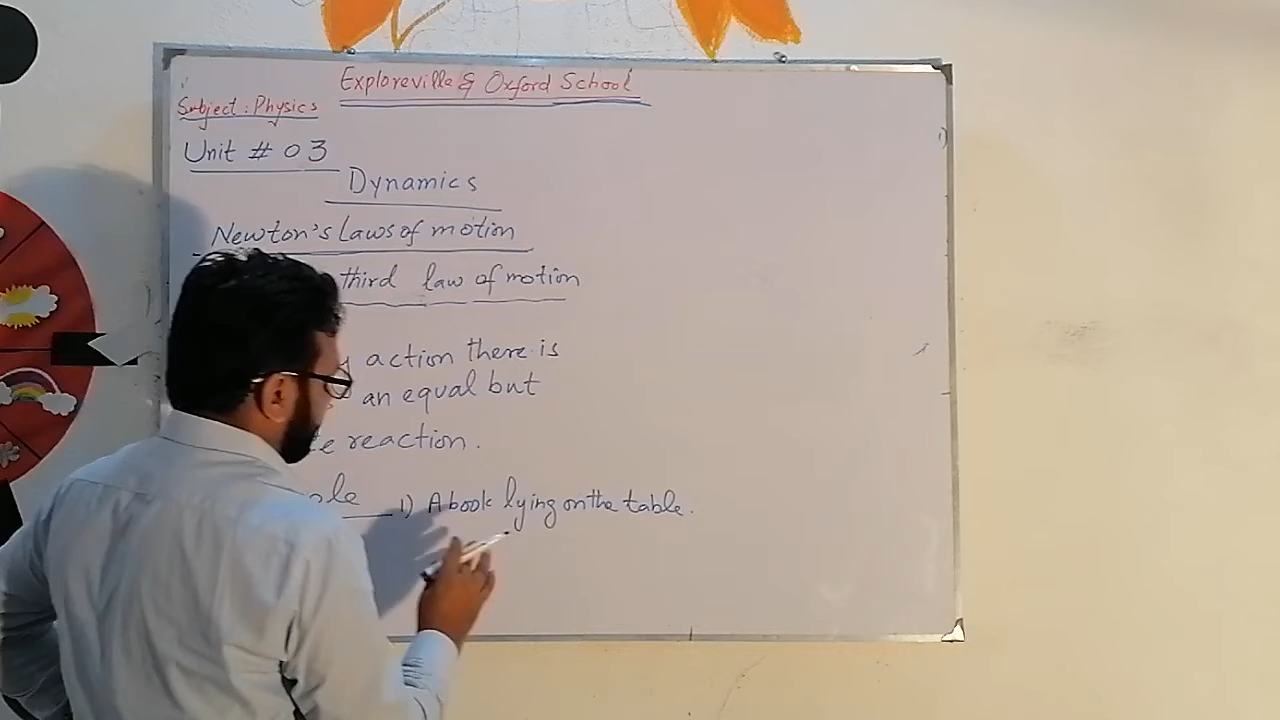 Exploreville & Oxford School
Subject: Physics
Unit # 03
Dynamics
Newton's Laws of motion
third law of motion
action there is
an equal but
reaction.
1) A book lying on the table.
1)